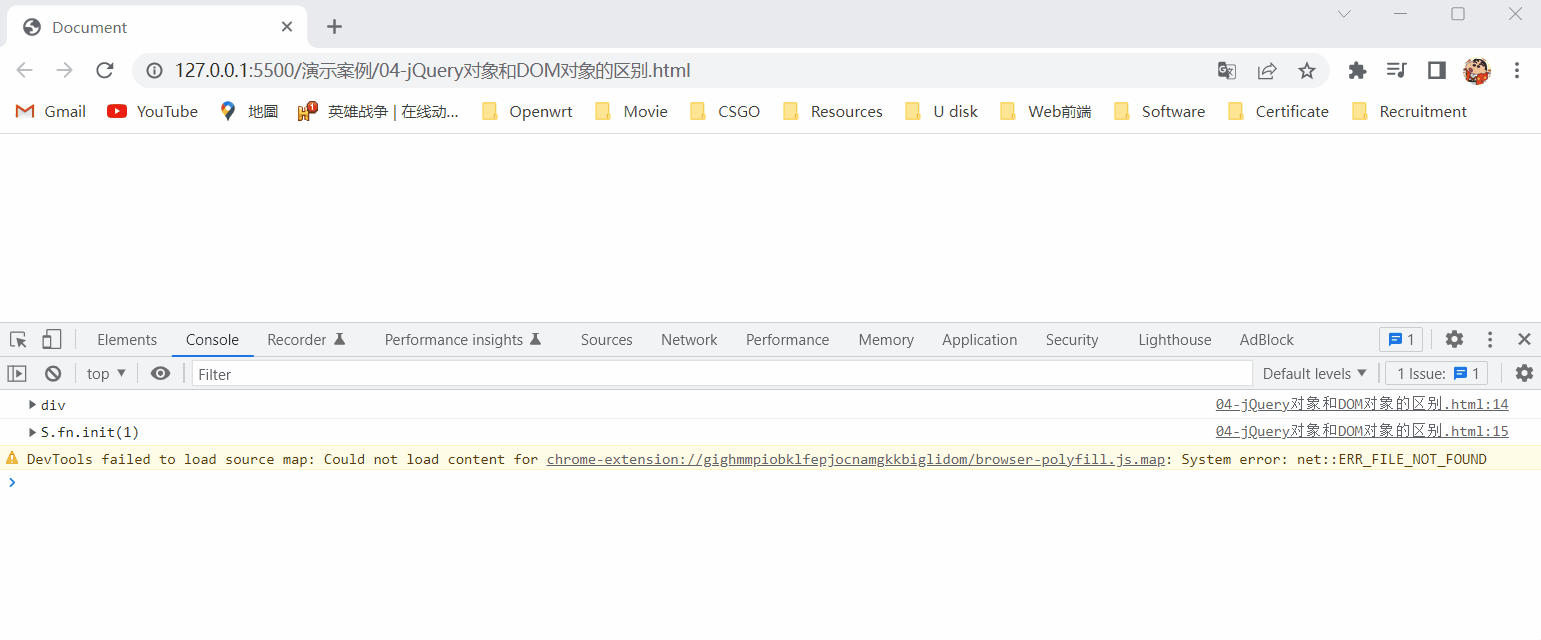 Document
127.0.0.1:5500/演示案例/04-jQuery对象和DOM对象的区别.html
Gmail YouTube 地圖 英雄战争 | 在线动... Openwrt Movie CSGO Resources U disk Web前端 Software Certificate Recruitment
Elements Console Recorder Performance insights Sources Network Performance Memory Application Security Lighthouse AdBlock 1
top Filter Default levels 1 Issue: 1
div 04-jQuery对象和DOM对象的区别.html:14
S.fn.init(1) 04-jQuery对象和DOM对象的区别.html:15
DevTools failed to load source map: Could not load content for chrome-extension://gighmmpiobklfepjocnamgkkbiglidom/browser-polyfill.js.map: System error: net::ERR_FILE_NOT_FOUND